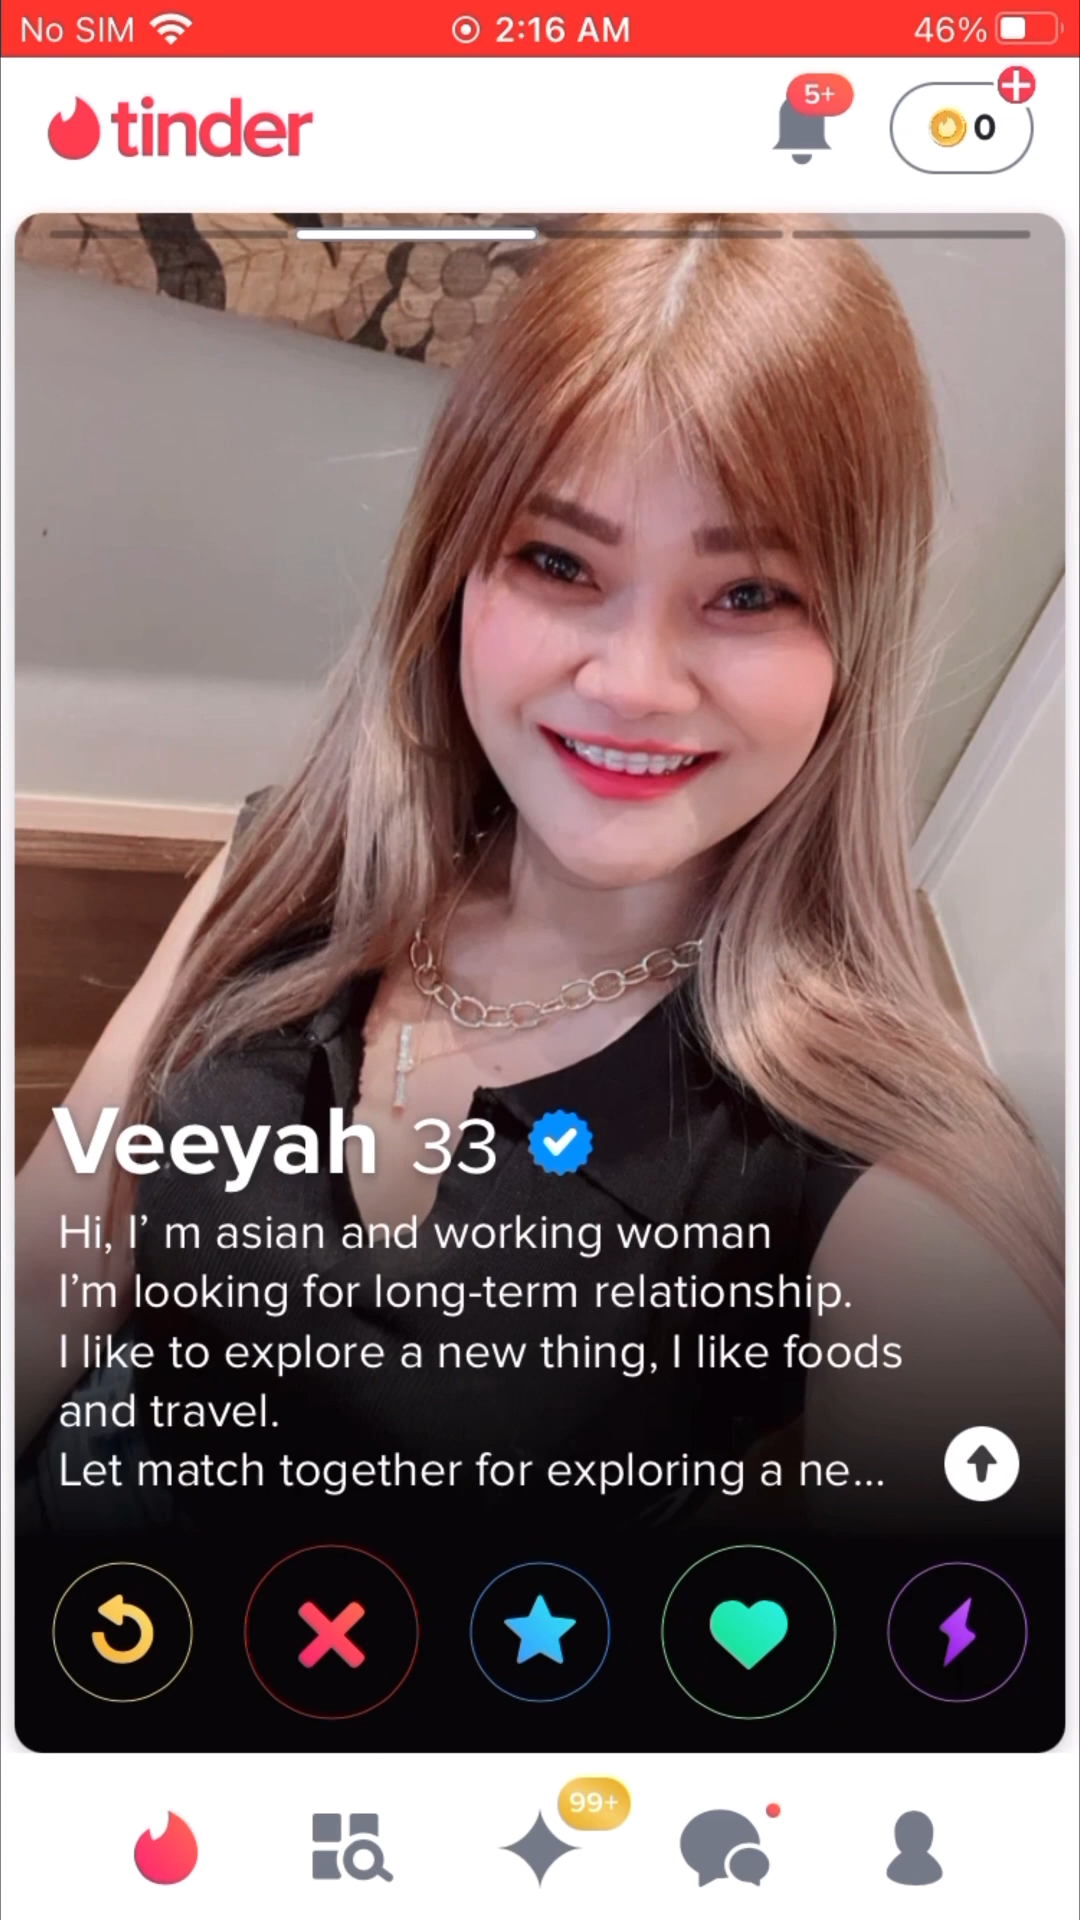 No SIM 2:16 AM 46%
tinder 5+ 0
Veeyah 33
Hi, I’ m asian and working woman
I’m looking for long-term relationship.
I like to explore a new thing, I like foods
and travel.
Let match together for exploring a ne...
99+